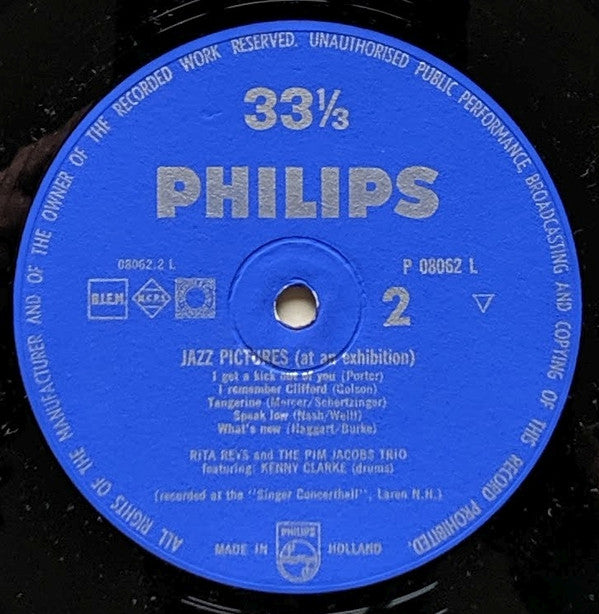 ALL RIGHTS OF THE MANUFACTURER AND OF THE OWNER OF THE RECORDED WORK RESERVED. UNAUTHORISED PUBLIC PERFORMANCE, BROADCASTING AND COPYING OF THIS RECORD PROHIBITED.
33⅓
PHILIPS
08062.2 L
P 08062 L
B.I.E.M.
M.C.P.S.
2
JAZZ PICTURES (at an exhibition)
I get a kick out of you (Porter)
I remember Clifford (Golson)
Tangerine (Mercer/Schertzinger)
Speak low (Nash/Weill)
What's new (Haggart/Burke)
RITA REYS and THE PIM JACOBS TRIO
featuring: KENNY CLARKE (drums)
(recorded at the "Singer Concerthall", Laren N.H.)
PHILIPS
MADE IN HOLLAND